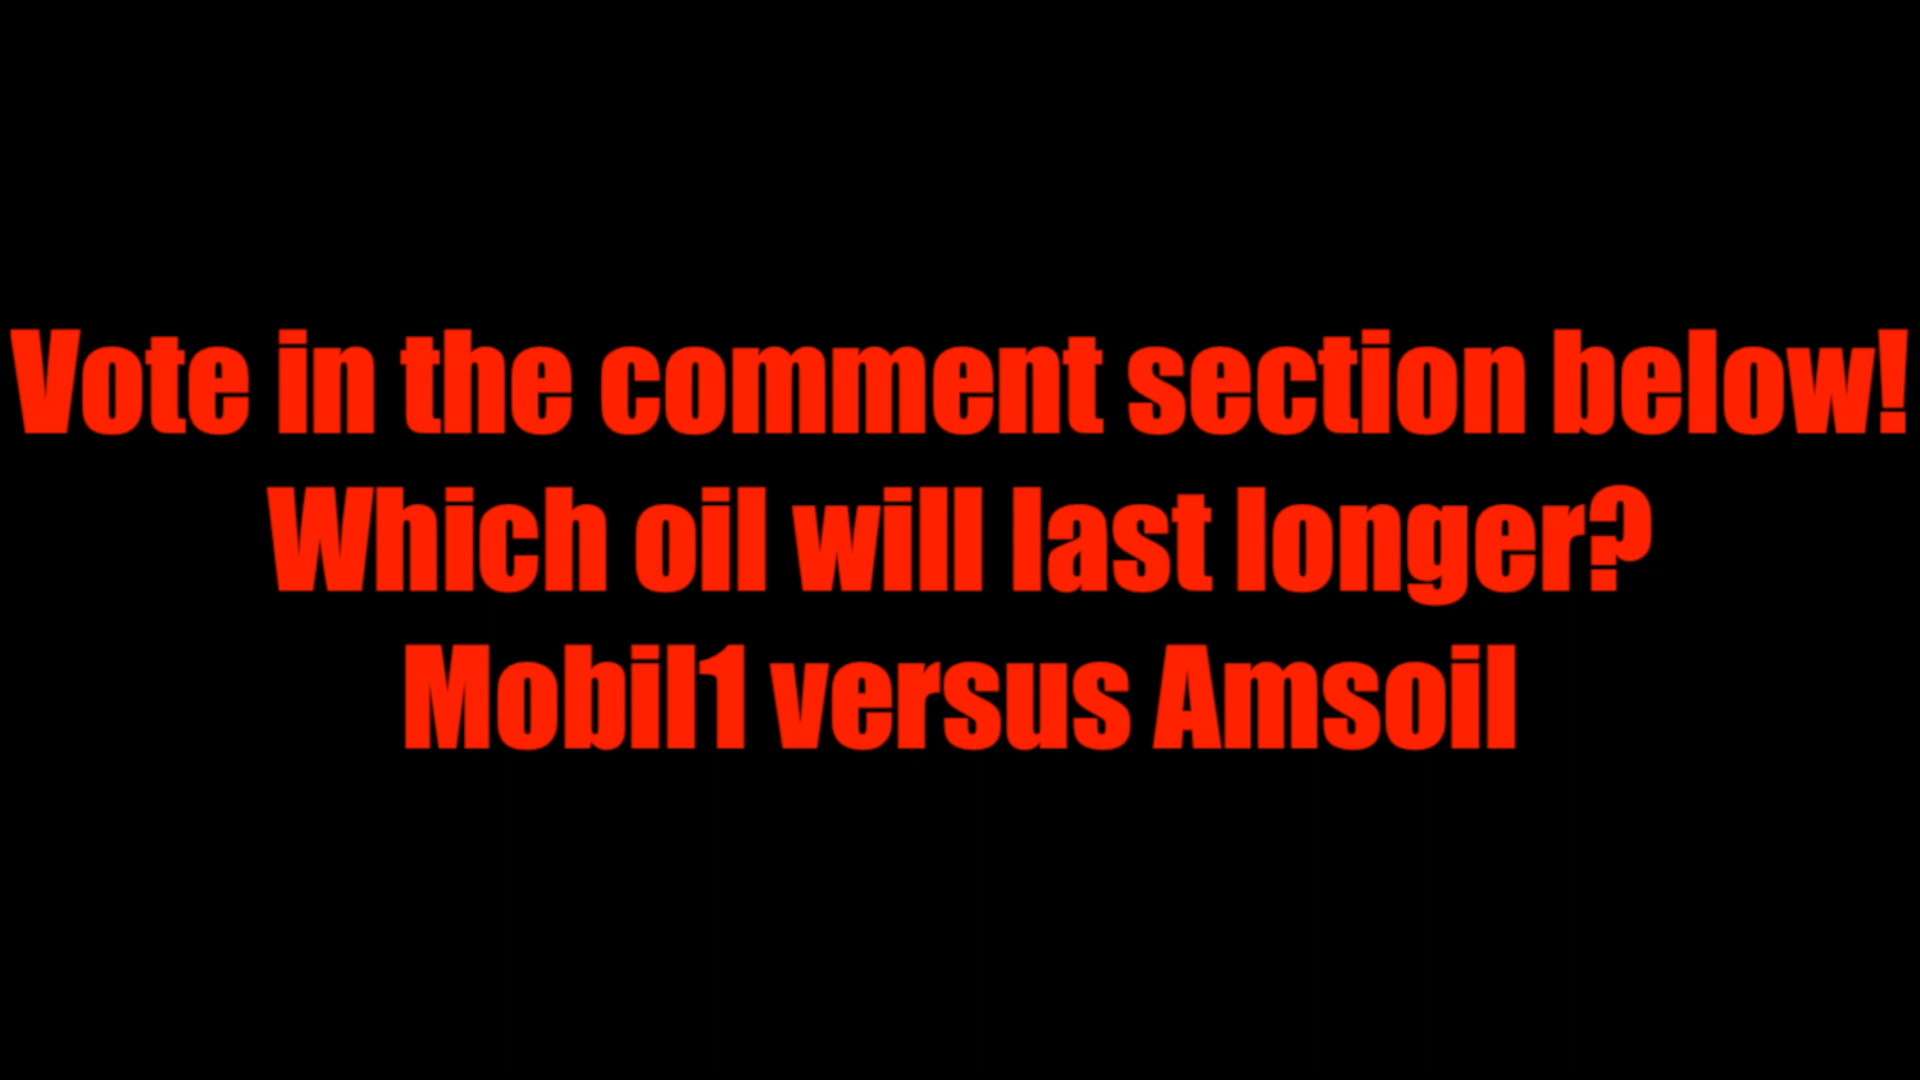 Vote in the comment section below!
Which oil will last longer?
Mobil1 versus Amsoil